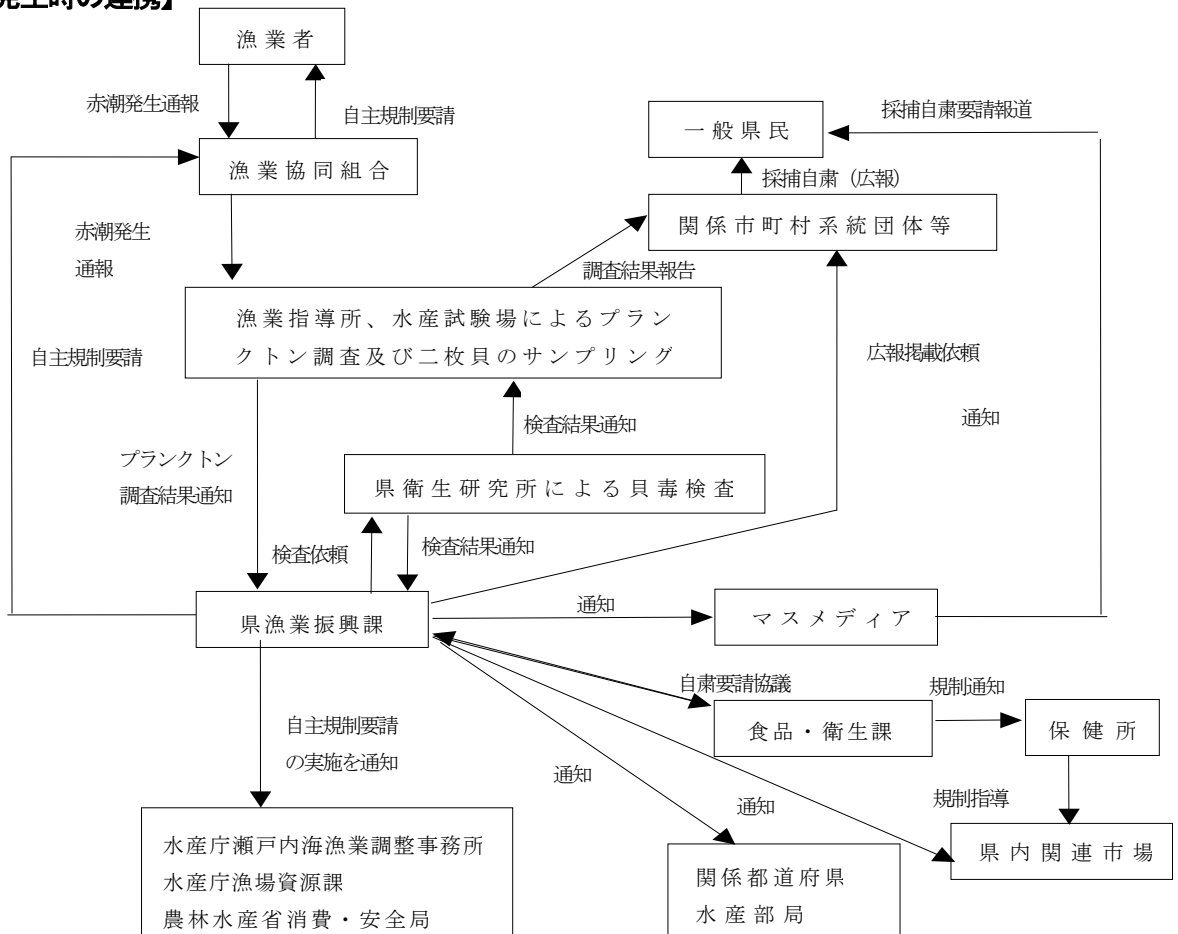 発生時の連携】
漁業者
赤潮発生通報
自主規制要請
漁業協同組合
一般県民
採捕自粛要請報道
採捕自粛（広報）
関係市町村系統団体等
赤潮発生
通報
調査結果報告
漁業指導所、水産試験場によるプラン
クトン調査及び二枚貝のサンプリング
自主規制要請
広報掲載依頼
通知
検査結果通知
プランクトン
調査結果通知
県衛生研究所による貝毒検査
検査依頼
検査結果通知
県漁業振興課
通知
マスメディア
自粛要請協議
規制通知
食品・衛生課
保健所
自主規制要請
の実施を通知
通知
通知
規制指導
県内関連市場
水産庁瀬戸内海漁業調整事務所
水産庁漁場資源課
農林水産省消費・安全局
関係都道府県
水産部局